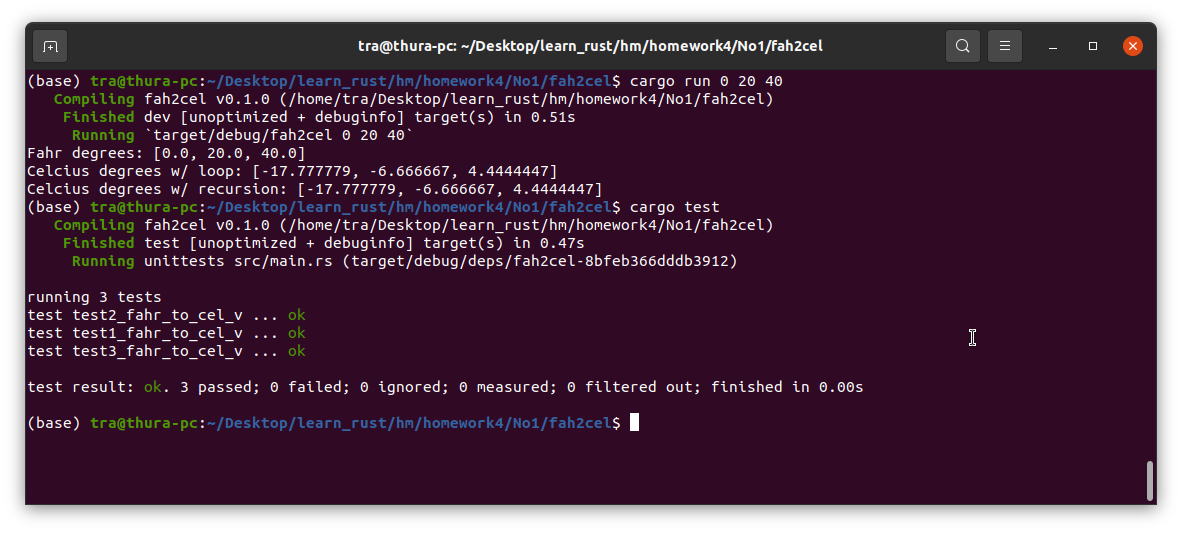 tra@thura-pc: ~/Desktop/learn_rust/hm/homework4/No1/fah2cel
(base) tra@thura-pc:~/Desktop/learn_rust/hm/homework4/No1/fah2cel$ cargo run 0 20 40
   Compiling fah2cel v0.1.0 (/home/tra/Desktop/learn_rust/hm/homework4/No1/fah2cel)
    Finished dev [unoptimized + debuginfo] target(s) in 0.51s
     Running `target/debug/fah2cel 0 20 40`
Fahr degrees: [0.0, 20.0, 40.0]
Celcius degrees w/ loop: [-17.777779, -6.666667, 4.4444447]
Celcius degrees w/ recursion: [-17.777779, -6.666667, 4.4444447]
(base) tra@thura-pc:~/Desktop/learn_rust/hm/homework4/No1/fah2cel$ cargo test
   Compiling fah2cel v0.1.0 (/home/tra/Desktop/learn_rust/hm/homework4/No1/fah2cel)
    Finished test [unoptimized + debuginfo] target(s) in 0.47s
     Running unittests src/main.rs (target/debug/deps/fah2cel-8bfeb366dddb3912)

running 3 tests
test test2_fahr_to_cel_v ... ok
test test1_fahr_to_cel_v ... ok
test test3_fahr_to_cel_v ... ok

test result: ok. 3 passed; 0 failed; 0 ignored; 0 measured; 0 filtered out; finished in 0.00s

(base) tra@thura-pc:~/Desktop/learn_rust/hm/homework4/No1/fah2cel$